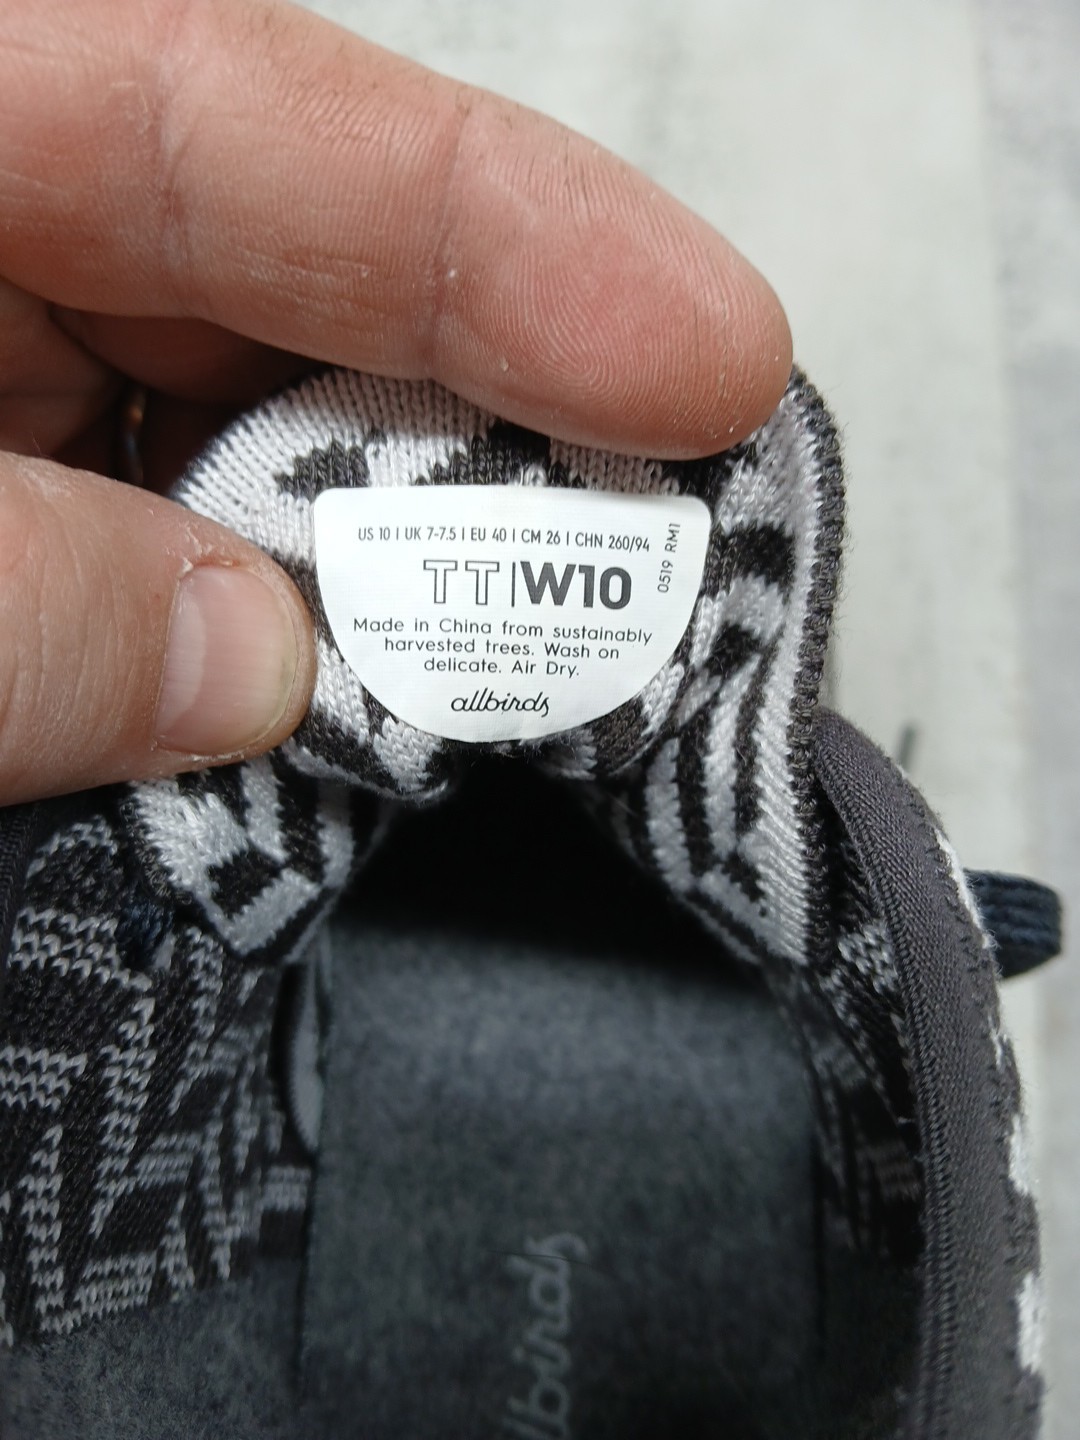 US 10 | UK 7-7.5 | EU 40 | CM 26 | CHN 260/94
0519 RM1
TT|W10
Made in China from sustainably
harvested trees. Wash on
delicate. Air Dry.
allbirds
lbirds